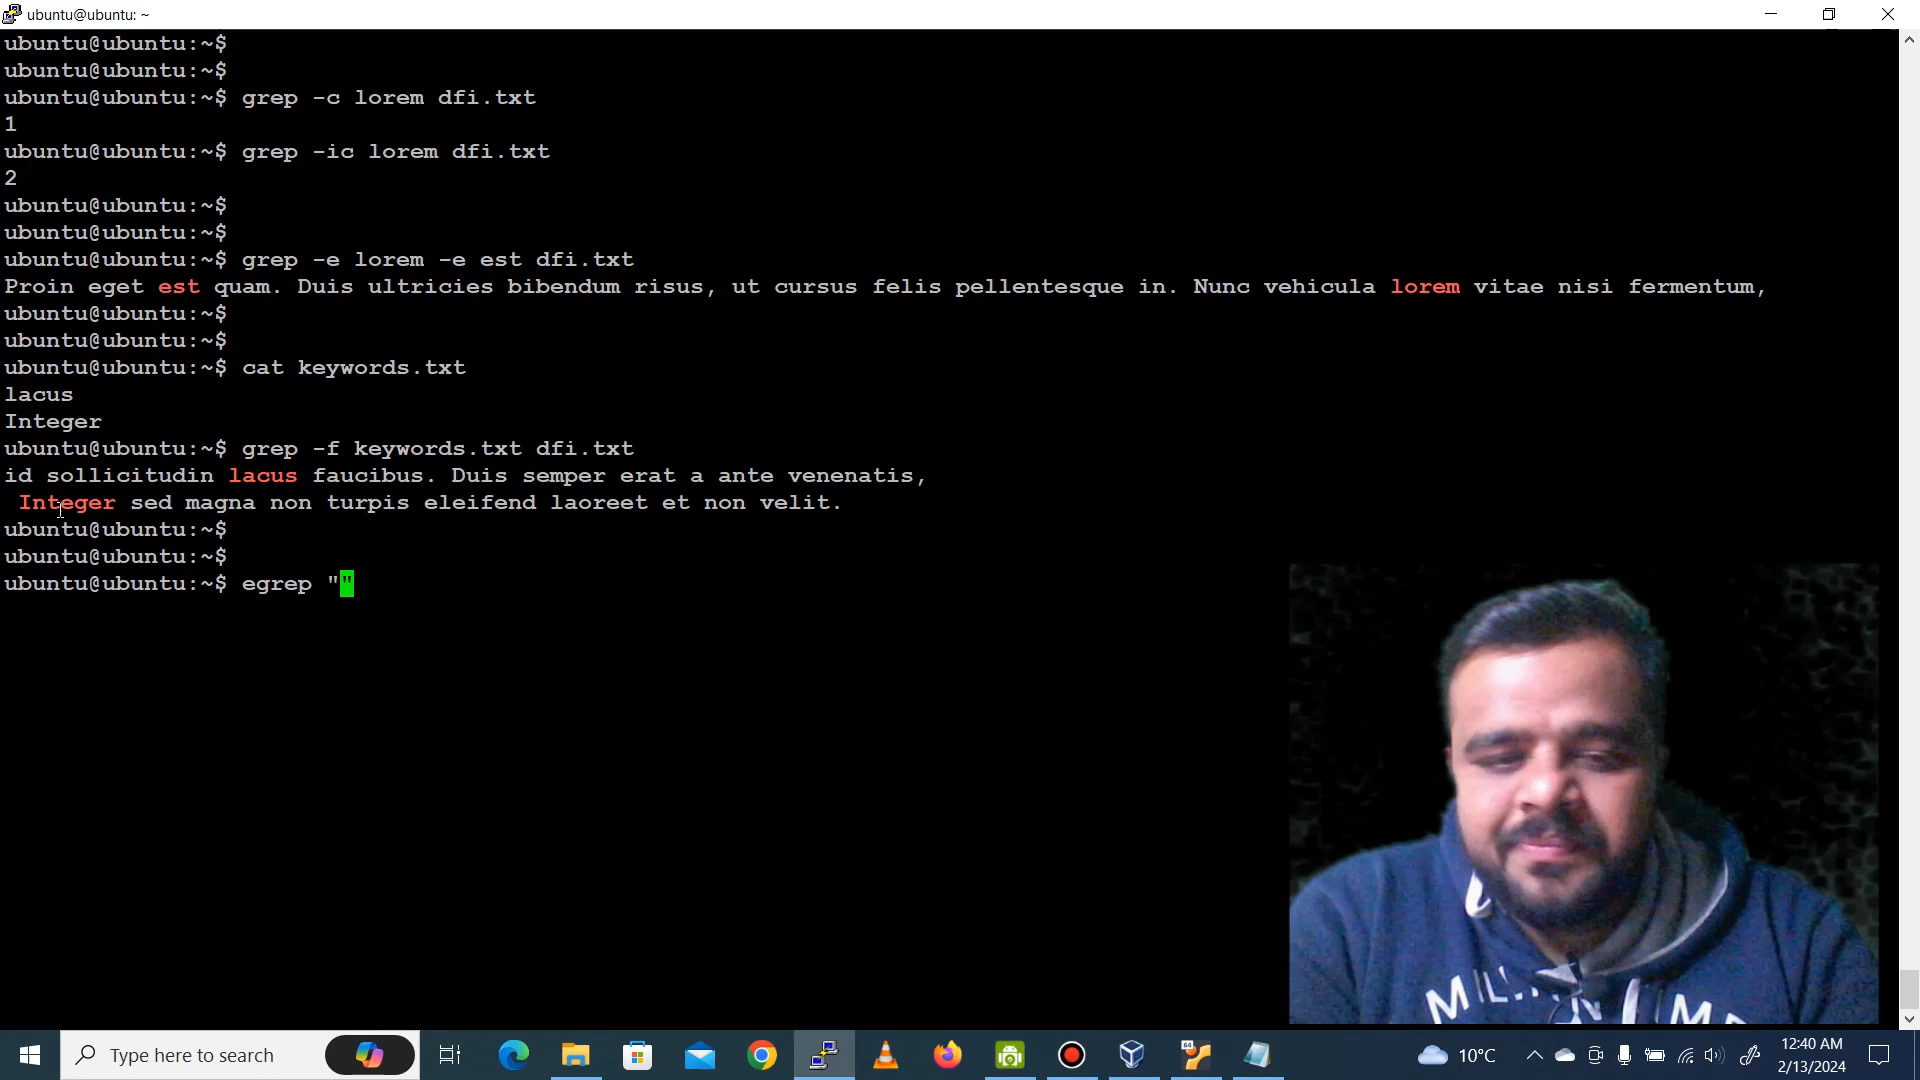 ubuntu@ubuntu: ~
ubuntu@ubuntu:~$
ubuntu@ubuntu:~$
ubuntu@ubuntu:~$ grep -c lorem dfi.txt
1
ubuntu@ubuntu:~$ grep -ic lorem dfi.txt
2
ubuntu@ubuntu:~$
ubuntu@ubuntu:~$
ubuntu@ubuntu:~$ grep -e lorem -e est dfi.txt
Proin eget est quam. Duis ultricies bibendum risus, ut cursus felis pellentesque in. Nunc vehicula lorem vitae nisi fermentum,
ubuntu@ubuntu:~$
ubuntu@ubuntu:~$
ubuntu@ubuntu:~$ cat keywords.txt
lacus
Integer
ubuntu@ubuntu:~$ grep -f keywords.txt dfi.txt
id sollicitudin lacus faucibus. Duis semper erat a ante venenatis,
Integer sed magna non turpis eleifend laoreet et non velit.
ubuntu@ubuntu:~$
ubuntu@ubuntu:~$
ubuntu@ubuntu:~$ egrep ""
Type here to search
64
10°C
12:40 AM
2/13/2024